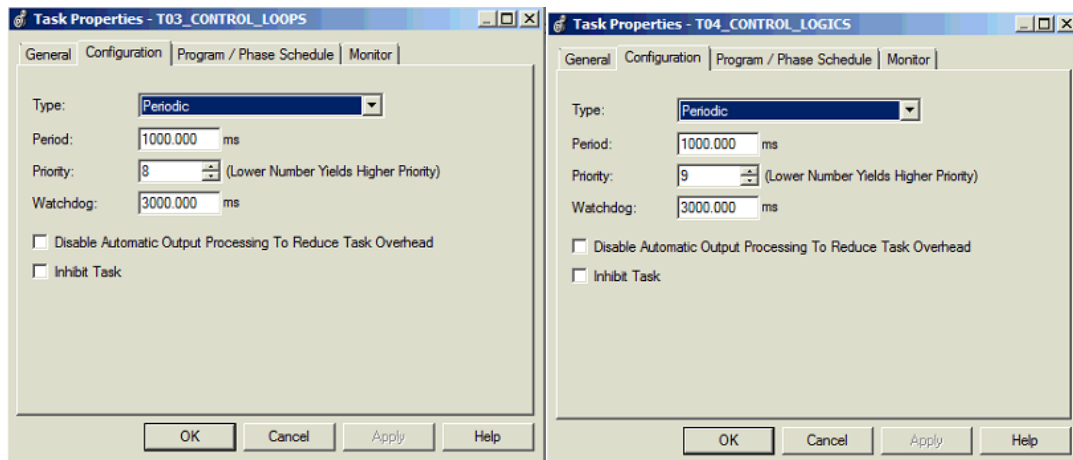 Task Properties - T03_CONTROL_LOOPS
General Configuration Program / Phase Schedule Monitor
Type: Periodic
Period: 1000.000 ms
Priority: 8 (Lower Number Yields Higher Priority)
Watchdog: 3000.000 ms
Disable Automatic Output Processing To Reduce Task Overhead
Inhibit Task
OK Cancel Apply Help
Task Properties - T04_CONTROL_LOGICS
General Configuration Program / Phase Schedule Monitor
Type: Periodic
Period: 1000.000 ms
Priority: 9 (Lower Number Yields Higher Priority)
Watchdog: 3000.000 ms
Disable Automatic Output Processing To Reduce Task Overhead
Inhibit Task
OK Cancel Apply Help